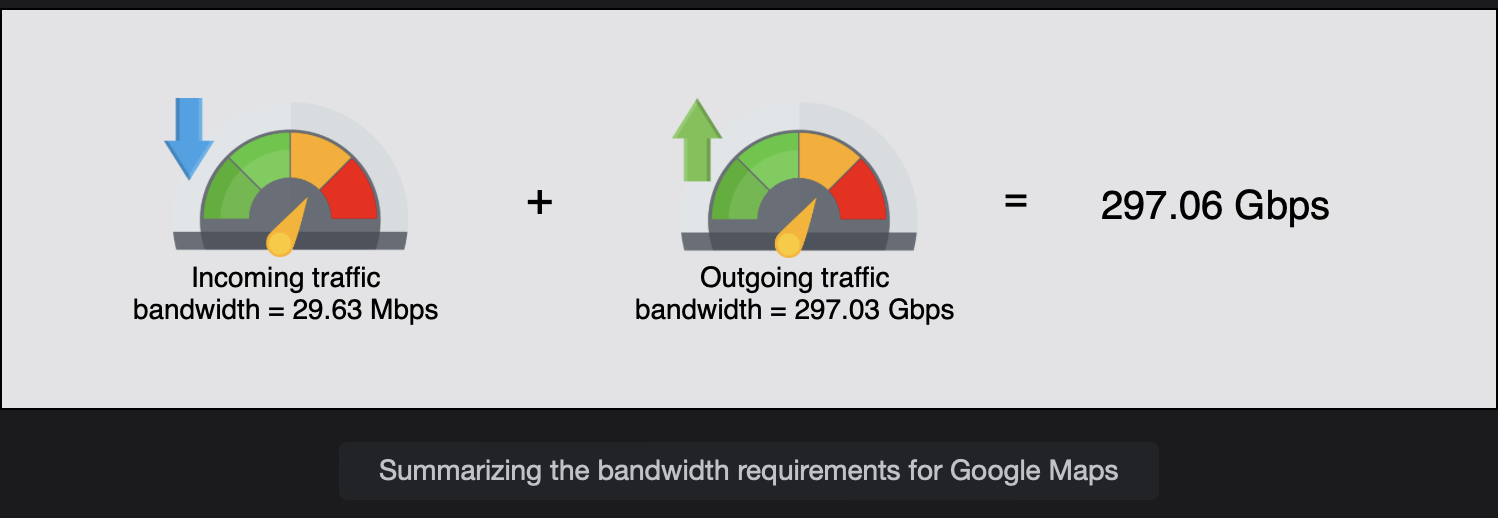 Incoming traffic
bandwidth = 29.63 Mbps
+
Outgoing traffic
bandwidth = 297.03 Gbps
=
297.06 Gbps
Summarizing the bandwidth requirements for Google Maps